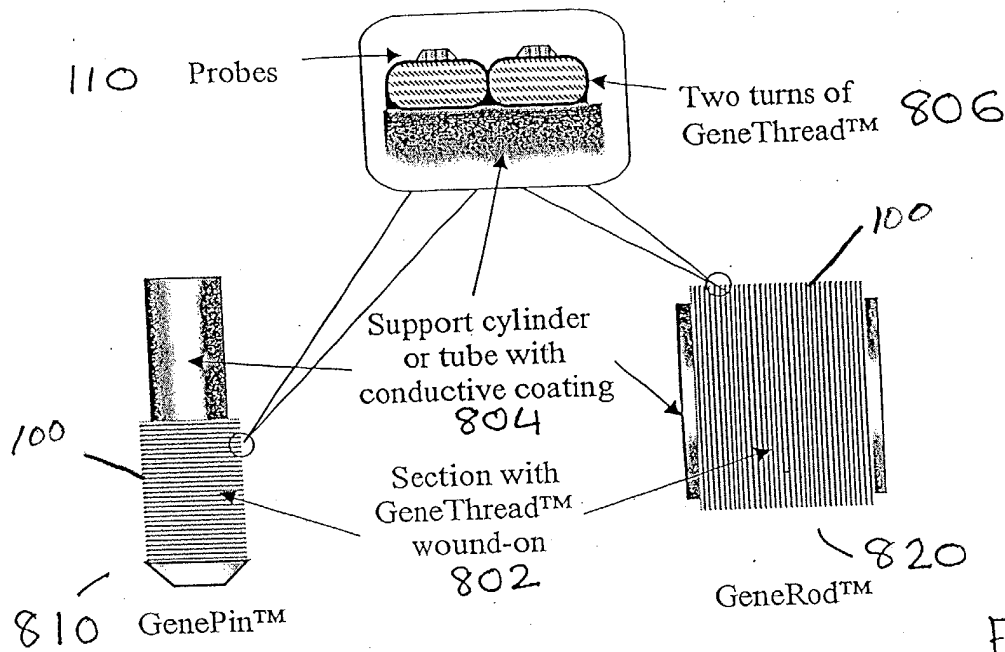 110 Probes
Two turns of
GeneThread™ 806
100
Support cylinder
or tube with
conductive coating
804
100
Section with
GeneThread™
wound-on
802
820
GeneRod™
810 GenePin™